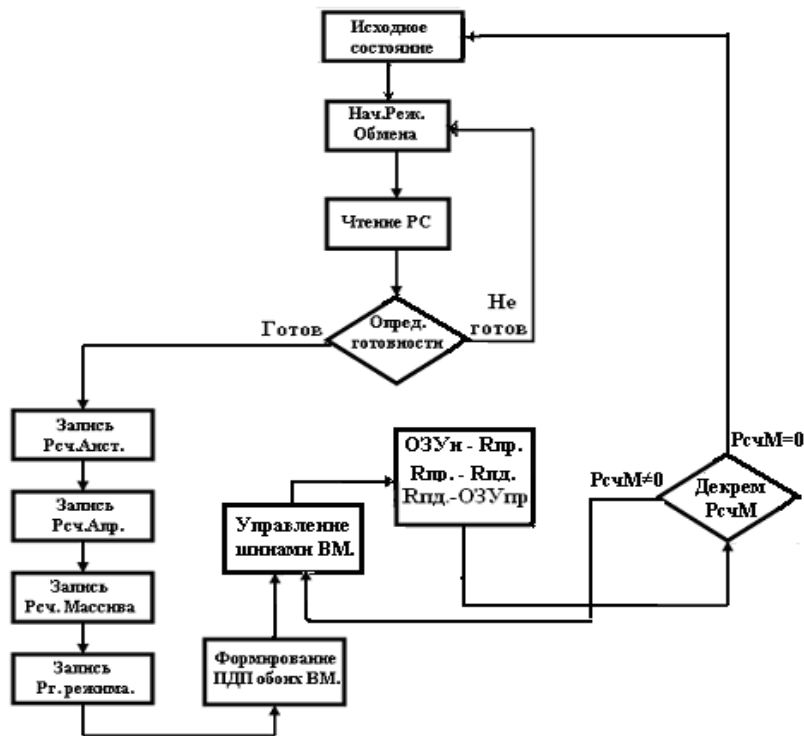 Исходное
состояние
Нач.Реж.
Обмена
Чтение РС
Опред.
готовности
Готов
Не
готов
Запись
Рсч.Аист.
Запись
Рсч.Апр.
Запись
Рсч. Массива
Запись
Рг. режима.
Формирование
ПДП обоих ВМ.
Управление
шинами ВМ.
ОЗУи - Rпр.
Rпр. - Rпд.
Rпд.-ОЗУпр
Декрем
РсчМ
РсчМ≠0
РсчМ=0